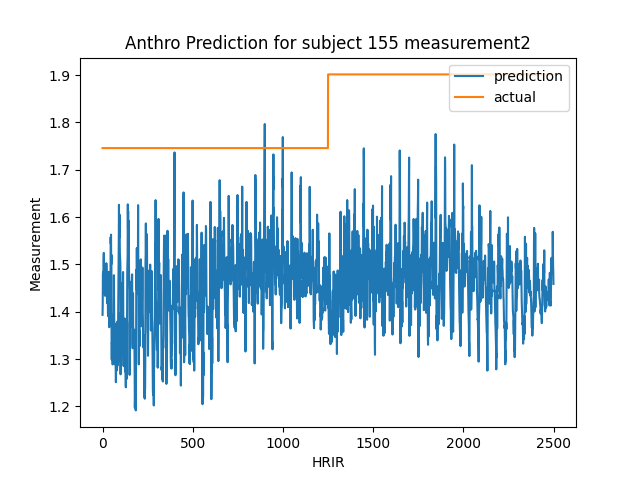 Anthro Prediction for subject 155 measurement2
prediction
actual
Measurement
1.9
1.8
1.7
1.6
1.5
1.4
1.3
1.2
0 500 1000 1500 2000 2500
HRIR